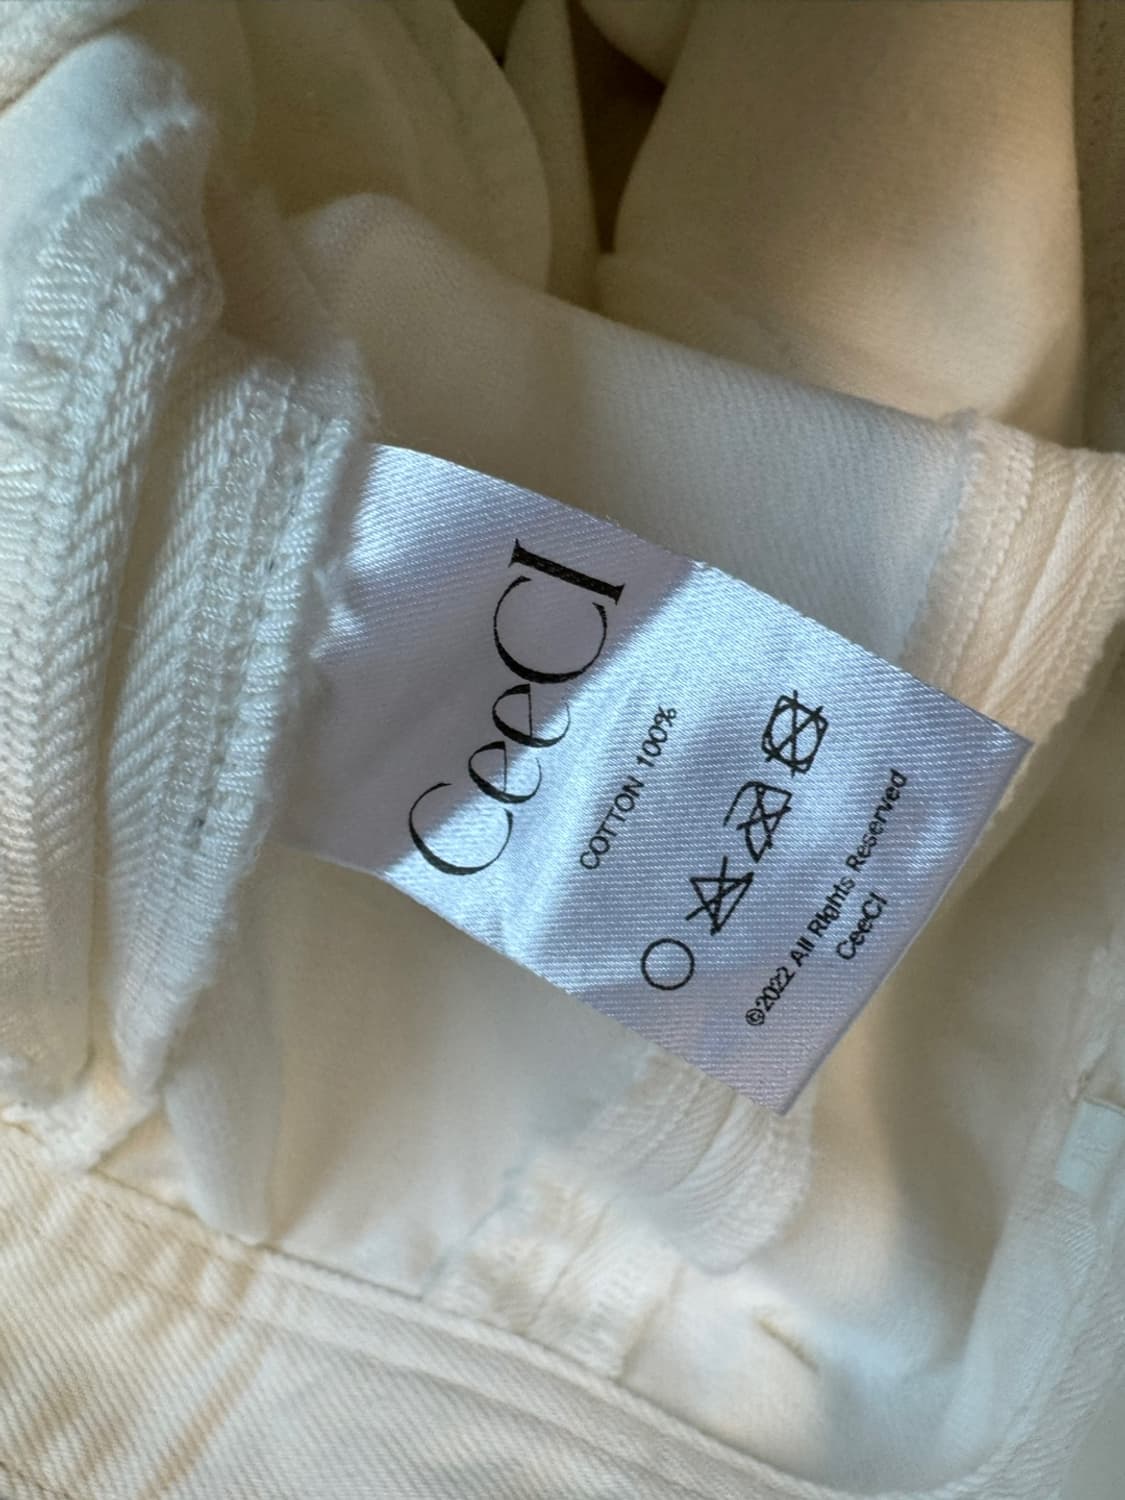 CeeCI
COTTON 100%
©2022 All Rights Reserved
CeeCI